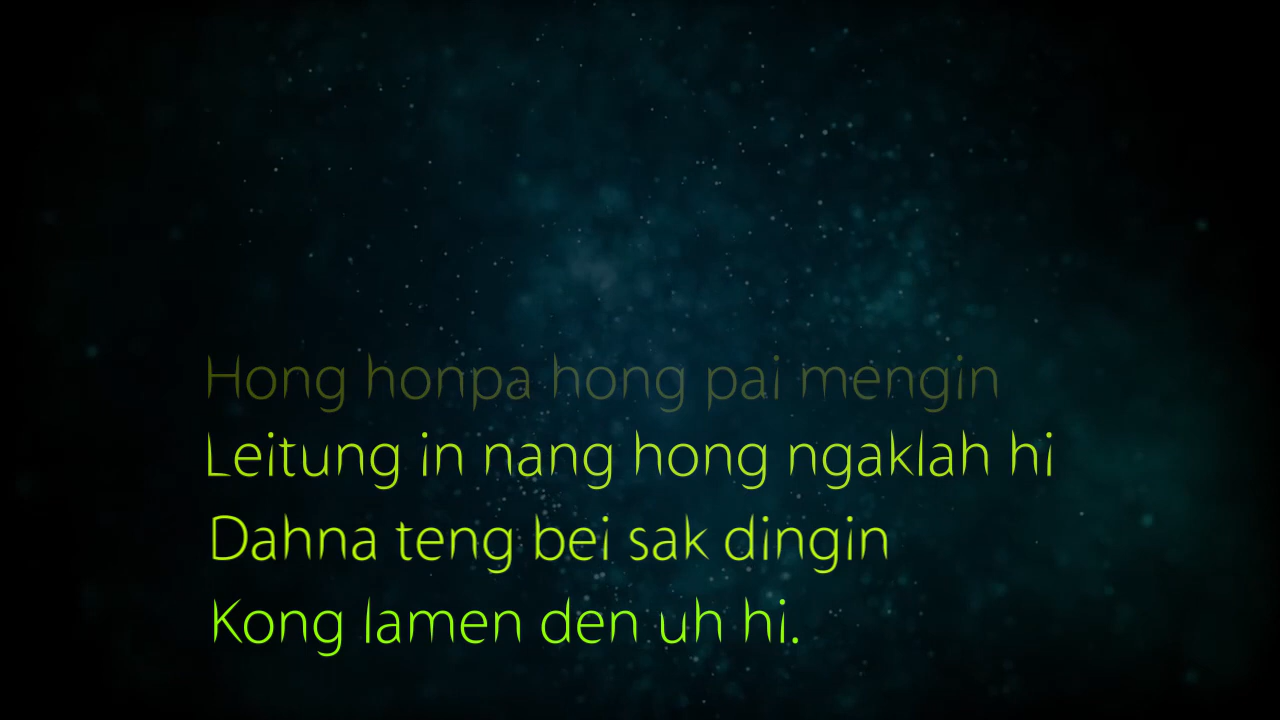 Hong honpa hong pai mengin
Leitung in nang hong ngaklah hi
Dahna teng bei sak dingin
Kong lamen den uh hi.